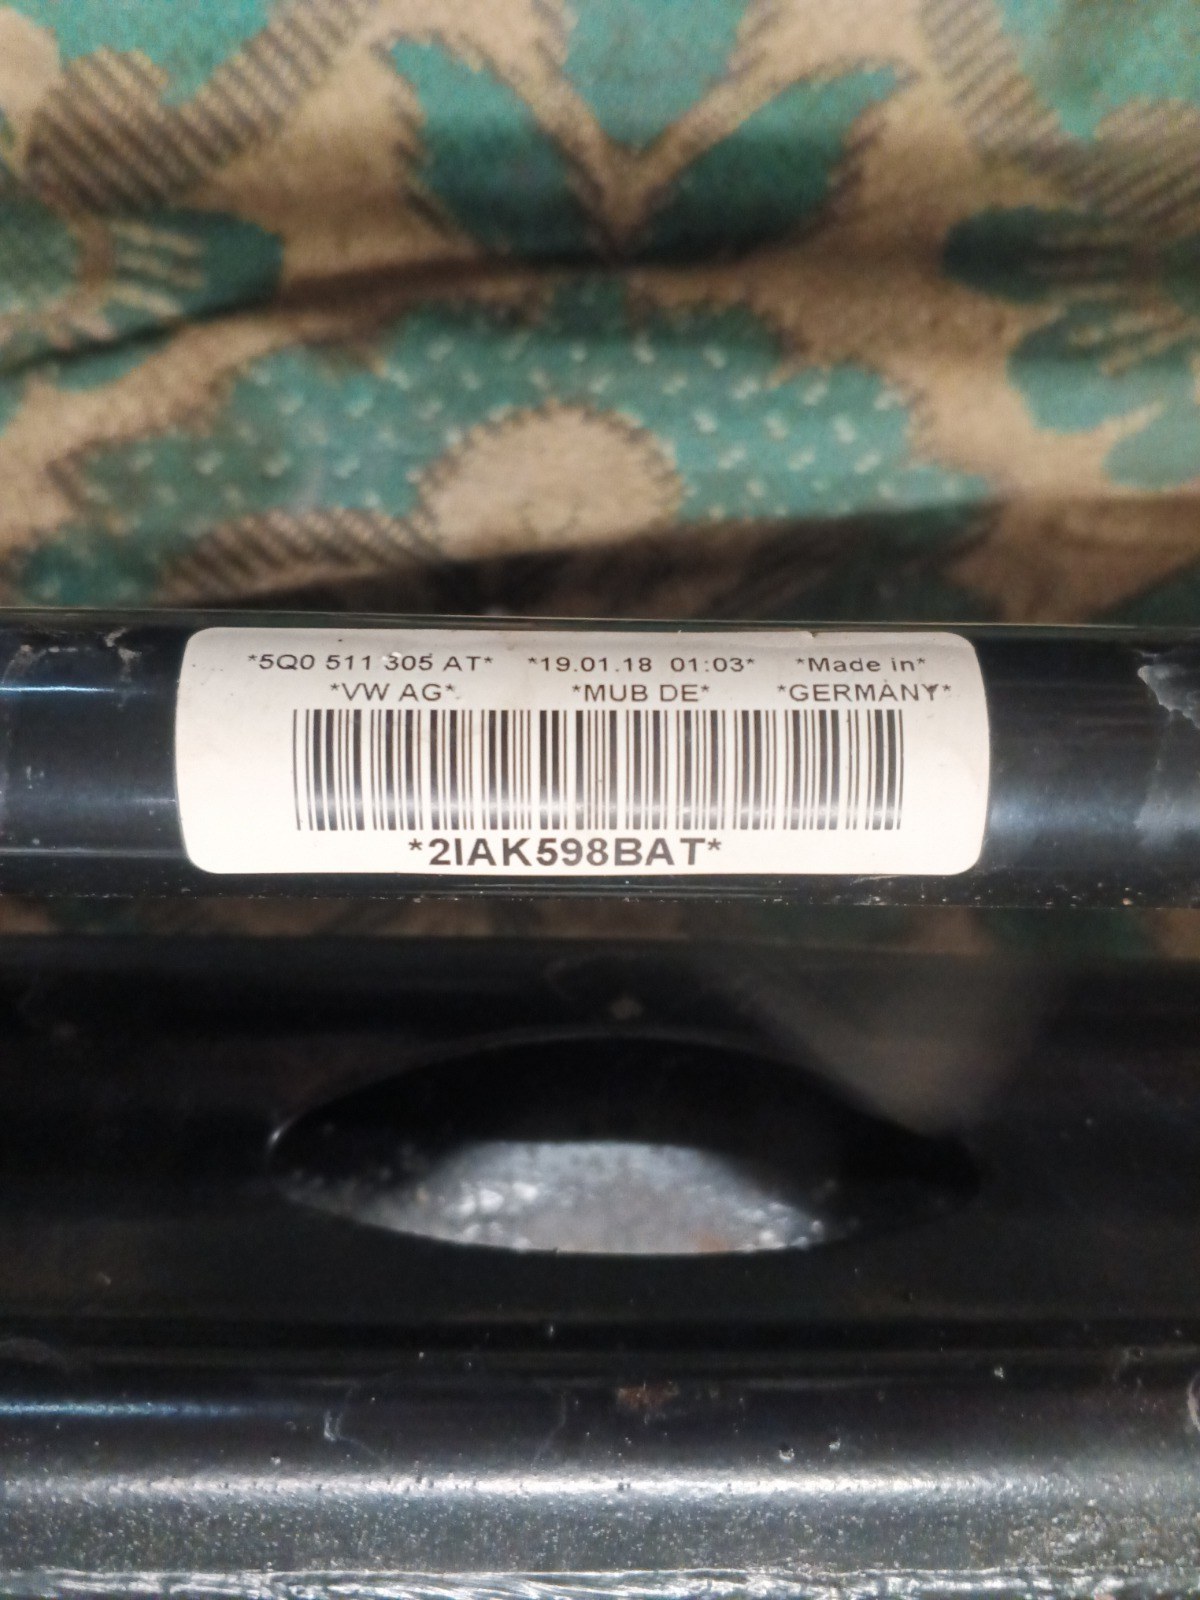 *5Q0 511 305 AT* *19.01.18 01:03* *Made in*
*VW AG* *MUB DE* *GERMANY*
*2IAK598BAT*